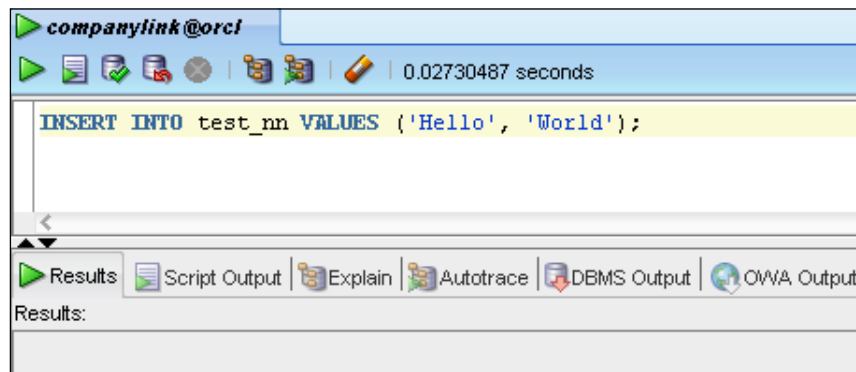 companylink@orcl
0.02730487 seconds
INSERT INTO test_nn VALUES ('Hello', 'World');
Results Script Output Explain Autotrace DBMS Output OWA Output
Results: